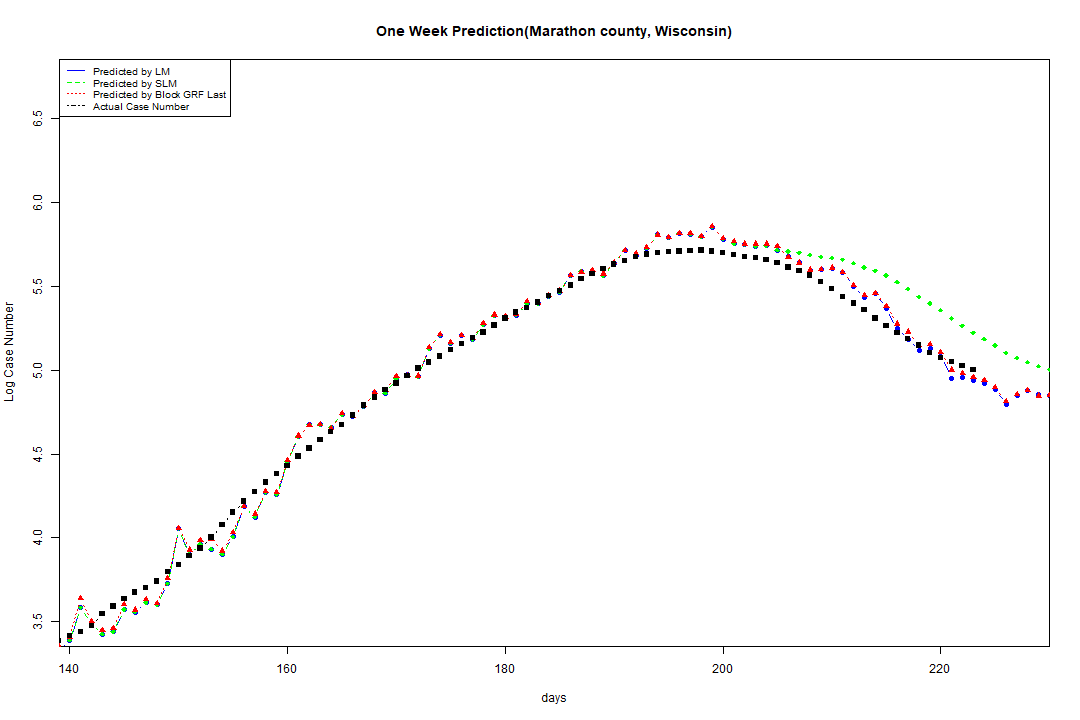 One Week Prediction(Marathon county, Wisconsin)
Predicted by LM
Predicted by SLM
Predicted by Block GRF Last
Actual Case Number
6.5
6.0
5.5
5.0
4.5
4.0
3.5
Log Case Number
140 160 180 200 220
days